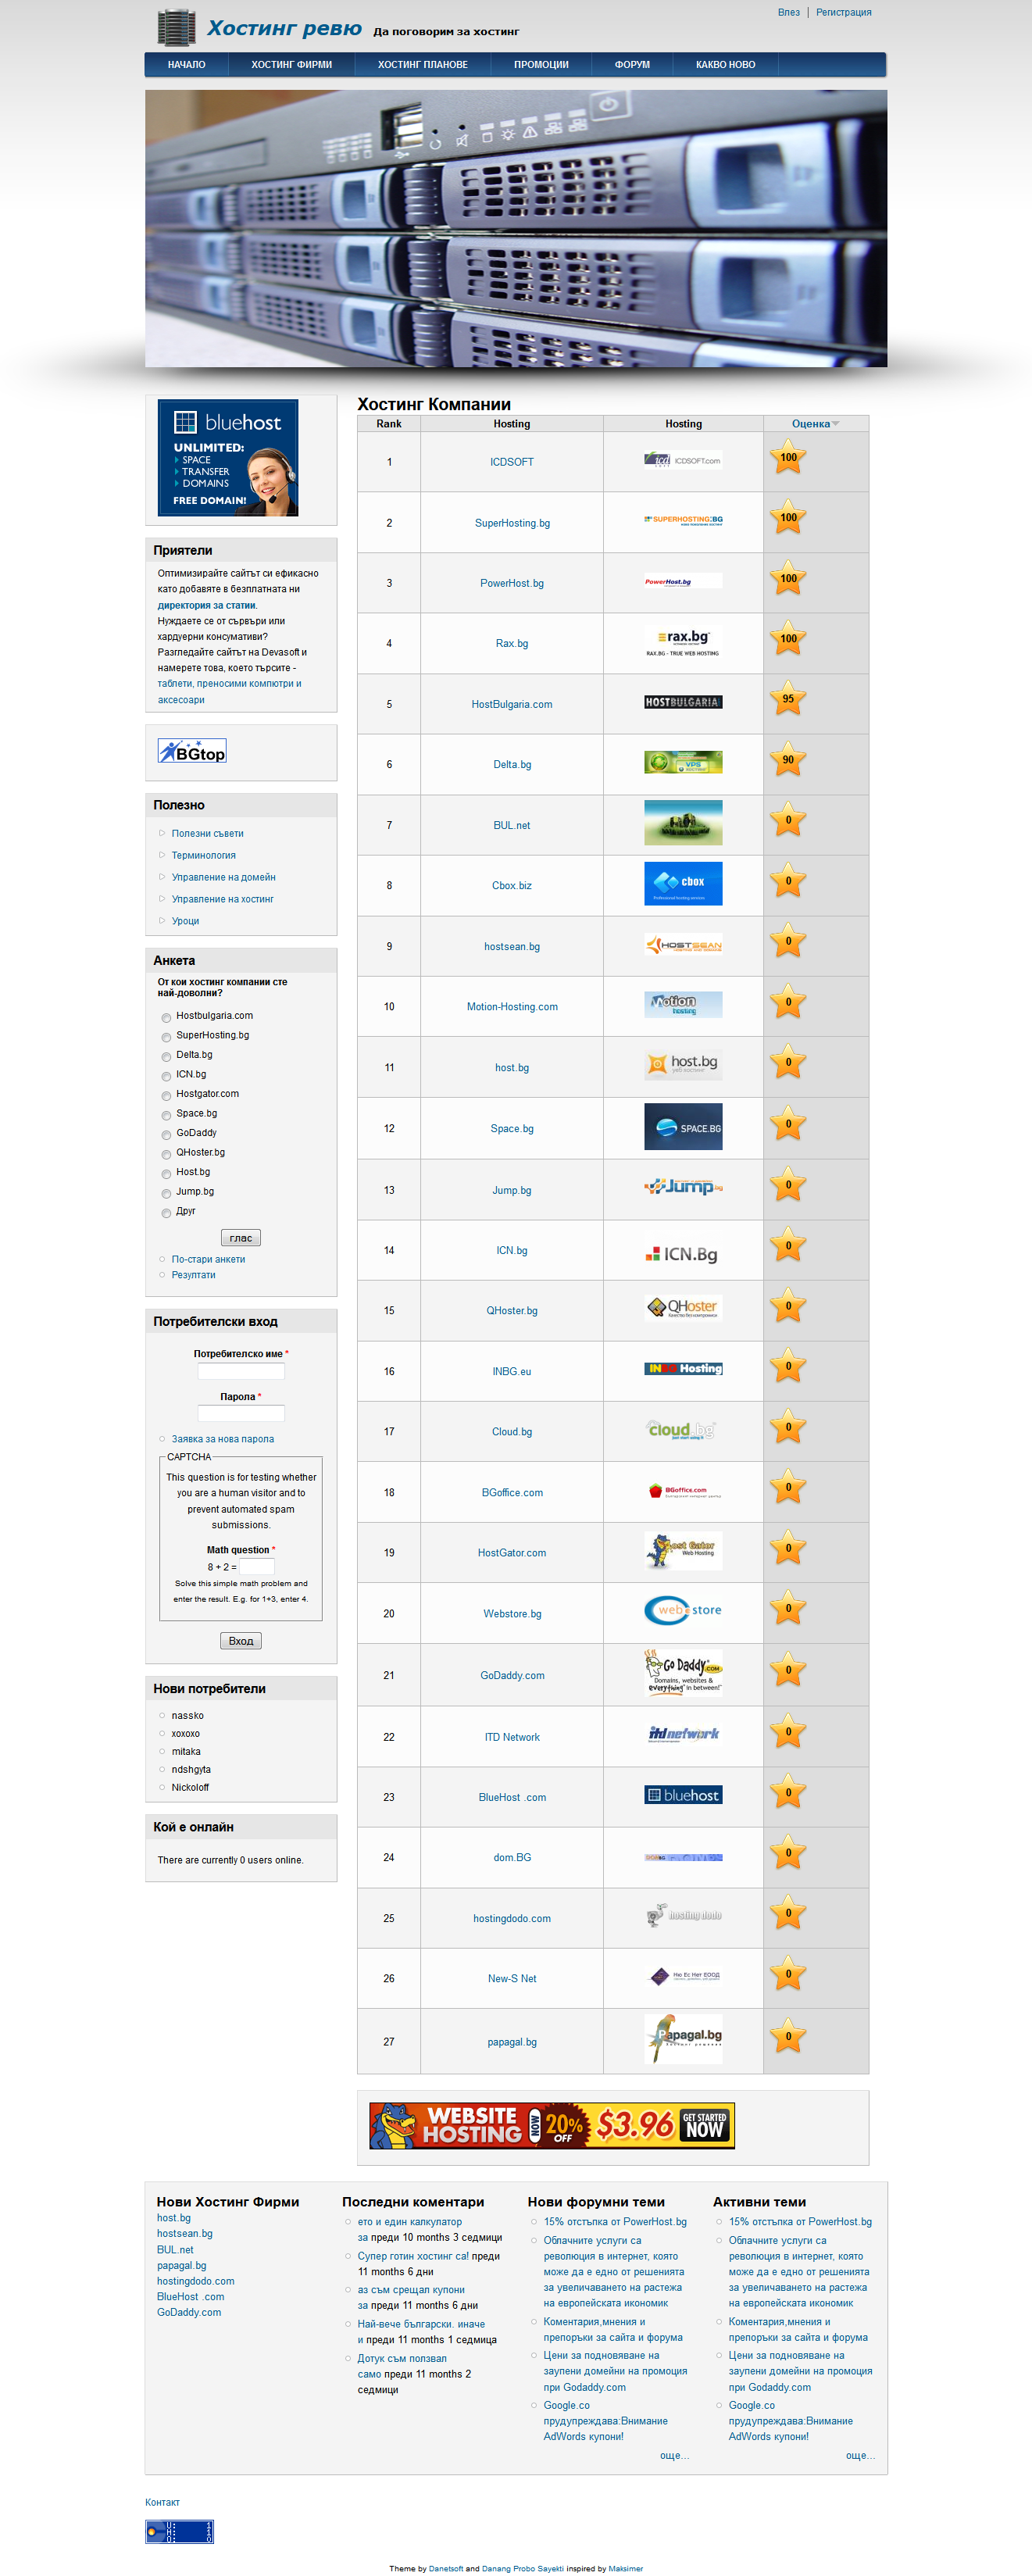 Хостинг ревю
Да поговорим за хостинг
Влез
Регистрация
НАЧАЛО
ХОСТИНГ ФИРМИ
ХОСТИНГ ПЛАНОВЕ
ПРОМОЦИИ
ФОРУМ
КАКВО НОВО
bluehost
UNLIMITED:
SPACE
TRANSFER
DOMAINS
FREE DOMAIN!
Приятели
Оптимизирайте сайтът си ефикасно
като добавяте в безплатната ни
директория за статии.
Нуждаете се от сървъри или
хардуерни консумативи?
Разгледайте сайтът на Devasoft и
намерете това, което търсите -
таблети, преносими компютри и
аксесоари
BGtop
Полезно
Полезни съвети
Терминология
Управление на домейн
Управление на хостинг
Уроци
Анкета
От кои хостинг компании сте
най-доволни?
Hostbulgaria.com
SuperHosting.bg
Delta.bg
ICN.bg
Hostgator.com
Space.bg
GoDaddy
QHoster.bg
Host.bg
Jump.bg
Друг
глас
По-стари анкети
Резултати
Потребителски вход
Потребителско име *
Парола *
Заявка за нова парола
CAPTCHA
This question is for testing whether
you are a human visitor and to
prevent automated spam
submissions.
Math question *
8 + 2 =
Solve this simple math problem and
enter the result. E.g. for 1+3, enter 4.
Вход
Нови потребители
nassko
xoxoxo
mitaka
ndshgyta
Nickoloff
Кой е онлайн
There are currently 0 users online.
Хостинг Компании
Rank Hosting Hosting Оценка
1 ICDSOFT icd soft ICDSOFT.com 100
2 SuperHosting.bg SUPERHOSTING.BG 100
3 PowerHost.bg PowerHost.bg 100
4 Rax.bg rax.bg RAX.BG - TRUE WEB HOSTING 100
5 HostBulgaria.com HOSTBULGARIA 95
6 Delta.bg VPS 90
7 BUL.net 0
8 Cbox.biz cbox Professional hosting services 0
9 hostsean.bg HOSTSEAN 0
10 Motion-Hosting.com Motion hosting 0
11 host.bg host.bg уеб хостинг 0
12 Space.bg SPACE.BG 0
13 Jump.bg Jump.bg 0
14 ICN.bg ICN.Bg 0
15 QHoster.bg QHoster Качество без компромиси 0
16 INBG.eu INBG Hosting 0
17 Cloud.bg cloud.bg just start using it 0
18 BGoffice.com BGoffice.com 0
19 HostGator.com Host Gator Web Hosting 0
20 Webstore.bg web store 0
21 GoDaddy.com Go Daddy .COM Domains, websites & everything in between! 0
22 ITD Network itd network 0
23 BlueHost .com bluehost 0
24 dom.BG 0
25 hostingdodo.com hosting dodo 0
26 New-S Net Ню Ес Нет ЕООД 0
27 papagal.bg Papagal.bg 0
WEBSITE HOSTING NOW 20% OFF $3.96 GET STARTED NOW
Нови Хостинг Фирми
host.bg
hostsean.bg
BUL.net
papagal.bg
hostingdodo.com
BlueHost .com
GoDaddy.com
Последни коментари
ето и един калкулатор
за преди 10 months 3 седмици
Супер готин хостинг са! преди
11 months 6 дни
аз съм срещал купони
за преди 11 months 6 дни
Най-вече български. иначе
и преди 11 months 1 седмица
Дотук съм ползвал
само преди 11 months 2
седмици
Нови форумни теми
15% отстъпка от PowerHost.bg
Облачните услуги са
революция в интернет, която
може да е едно от решенията
за увеличаването на растежа
на европейската икономик
Коментария,мнения и
препоръки за сайта и форума
Цени за подновяване на
заупени домейни на промоция
при Godaddy.com
Google.co
прудупреждава:Внимание
AdWords купони!
още...
Активни теми
15% отстъпка от PowerHost.bg
Облачните услуги са
революция в интернет, която
може да е едно от решенията
за увеличаването на растежа
на европейската икономик
Коментария,мнения и
препоръки за сайта и форума
Цени за подновяване на
заупени домейни на промоция
при Godaddy.com
Google.co
прудупреждава:Внимание
AdWords купони!
още...
Контакт
Theme by Danetsoft and Danang Probo Sayekti inspired by Maksimer